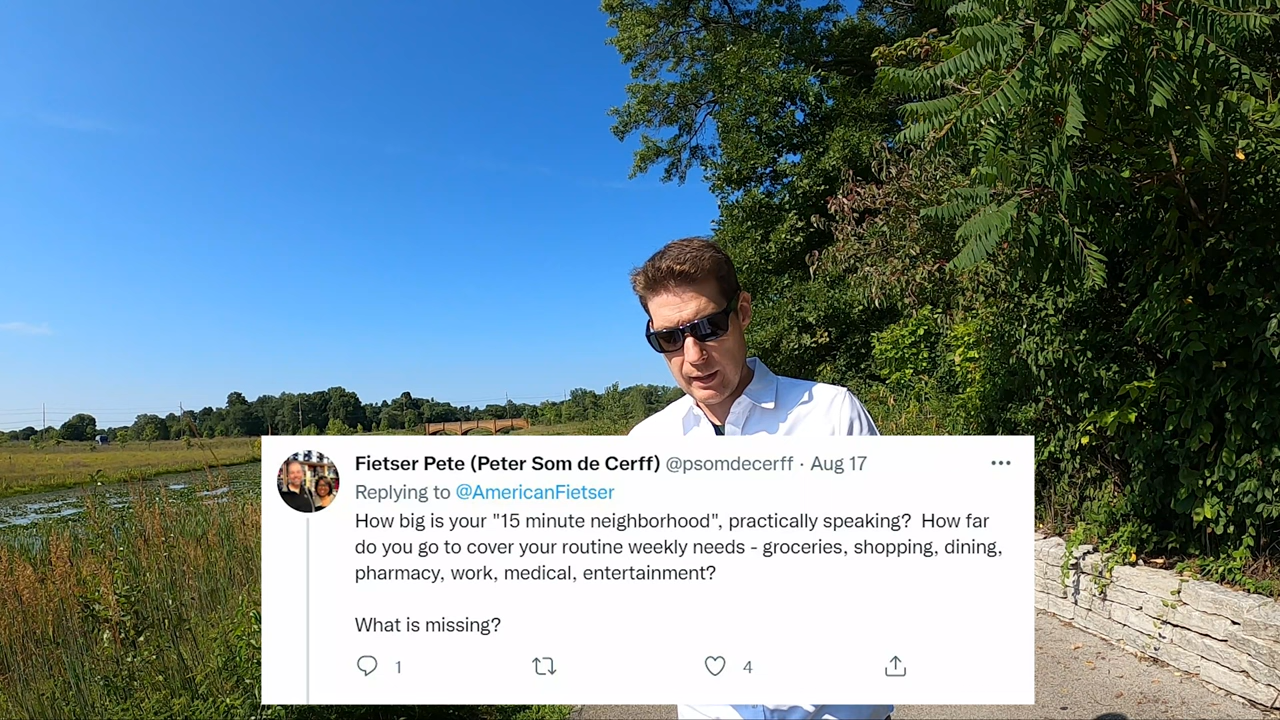 Fietser Pete (Peter Som de Cerff) @psomdecerff · Aug 17
Replying to @AmericanFietser
How big is your "15 minute neighborhood", practically speaking?  How far
do you go to cover your routine weekly needs - groceries, shopping, dining,
pharmacy, work, medical, entertainment?
What is missing?
1 4